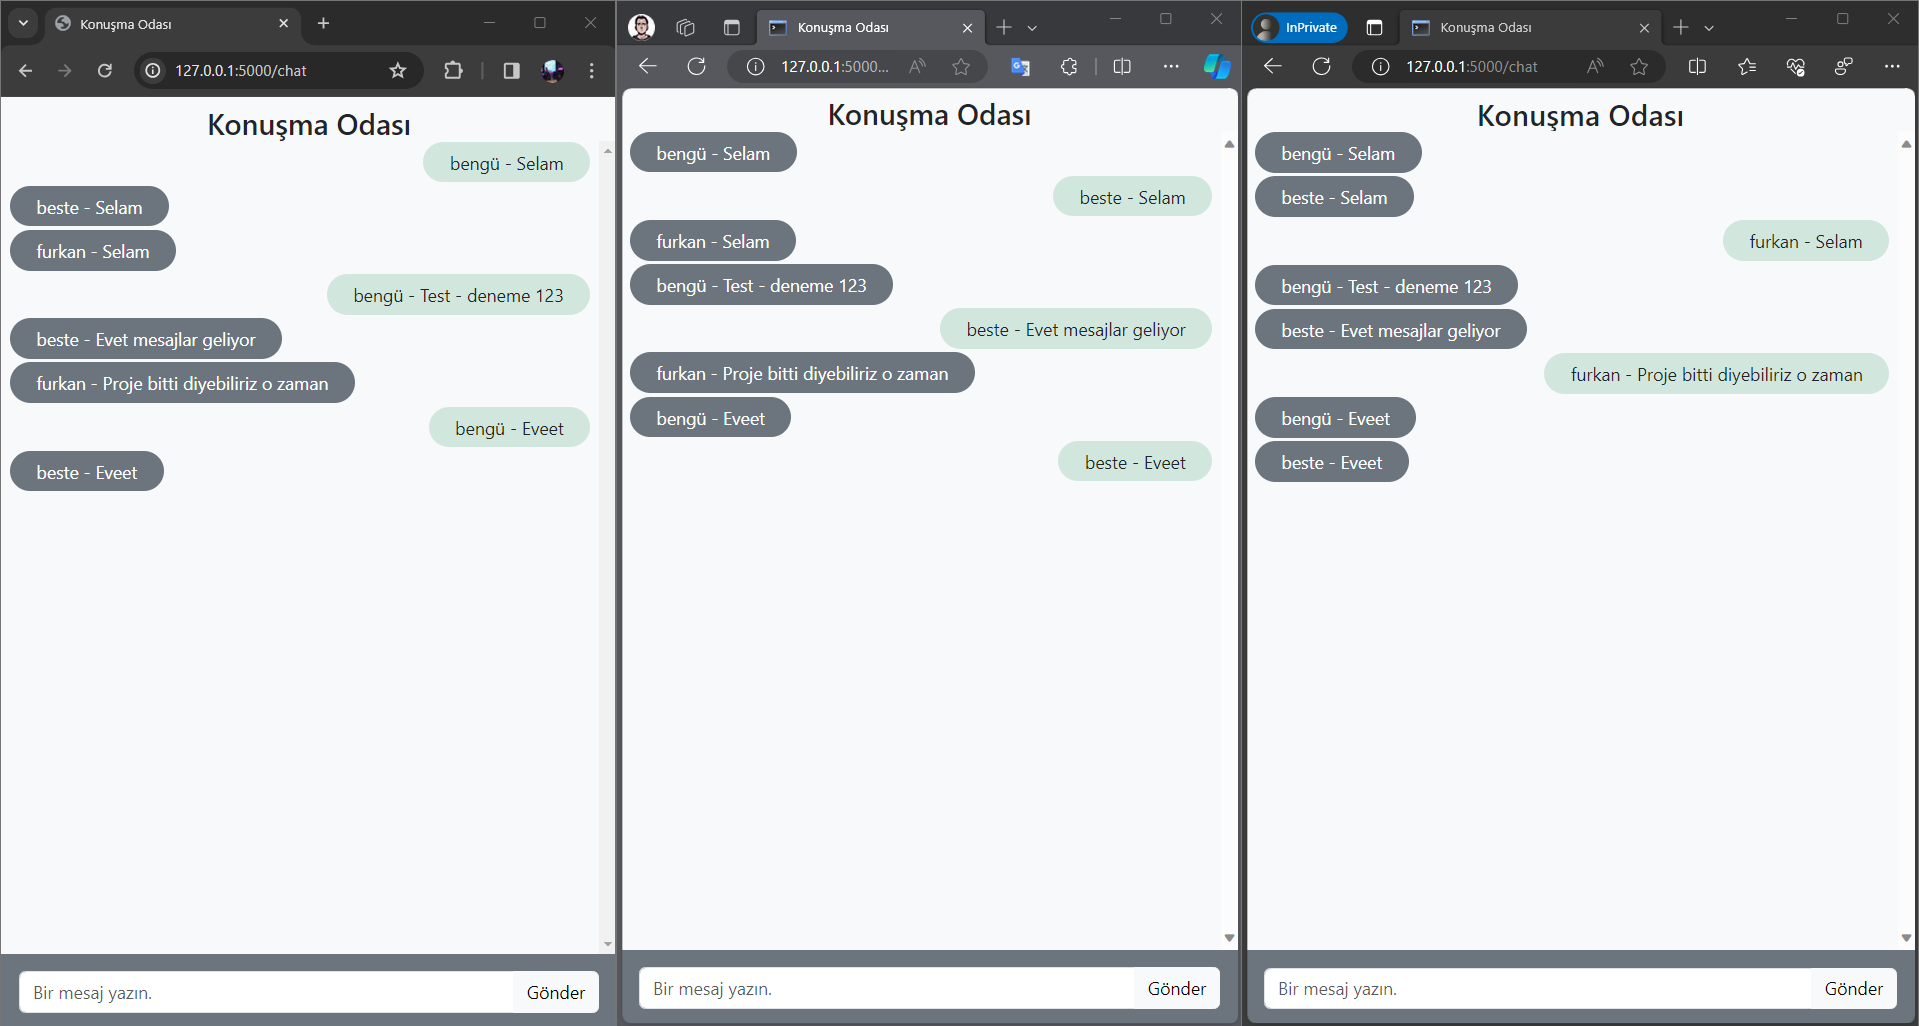 Konuşma Odası
127.0.0.1:5000/chat
Konuşma Odası
bengü - Selam
beste - Selam
furkan - Selam
bengü - Test - deneme 123
beste - Evet mesajlar geliyor
furkan - Proje bitti diyebiliriz o zaman
bengü - Eveet
beste - Eveet
Bir mesaj yazın.
Gönder
Konuşma Odası
127.0.0.1:5000...
Konuşma Odası
bengü - Selam
beste - Selam
furkan - Selam
bengü - Test - deneme 123
beste - Evet mesajlar geliyor
furkan - Proje bitti diyebiliriz o zaman
bengü - Eveet
beste - Eveet
Bir mesaj yazın.
Gönder
InPrivate
Konuşma Odası
127.0.0.1:5000/chat
Konuşma Odası
bengü - Selam
beste - Selam
furkan - Selam
bengü - Test - deneme 123
beste - Evet mesajlar geliyor
furkan - Proje bitti diyebiliriz o zaman
bengü - Eveet
beste - Eveet
Bir mesaj yazın.
Gönder